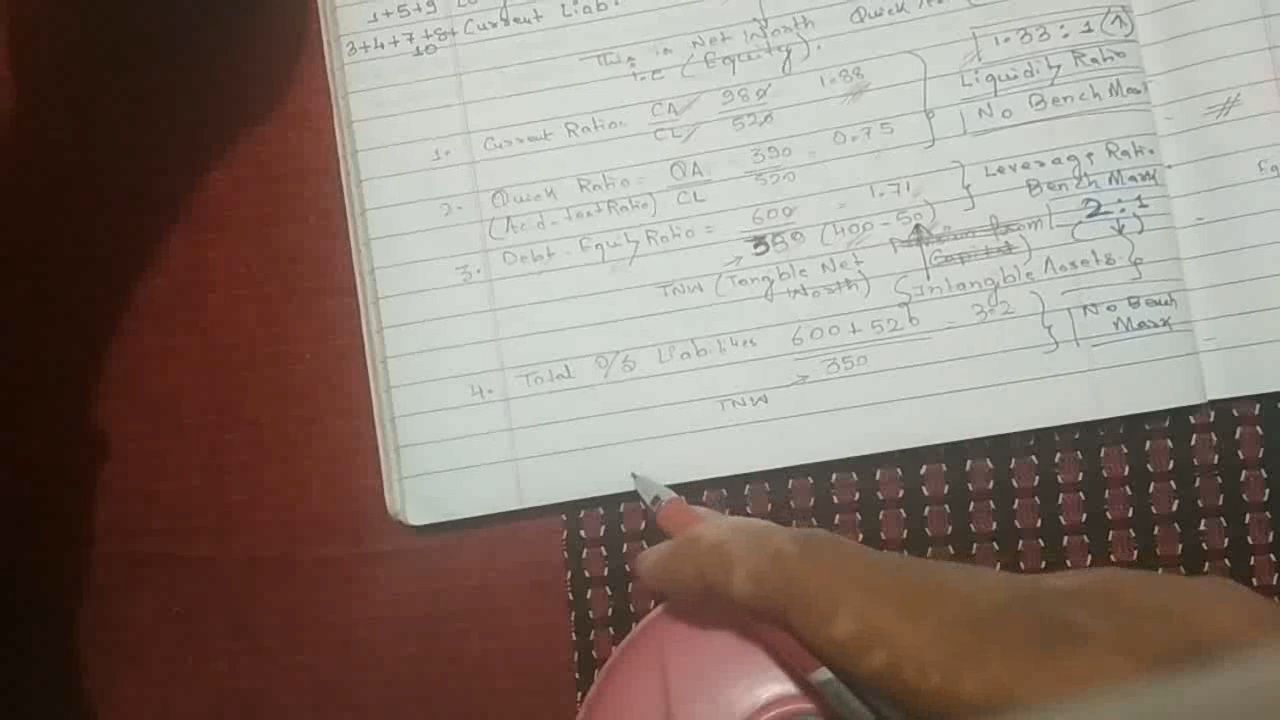 1+5+9
3+4+7+8+ Current Liab.
10
This is Net Worth
i.e (Equity).
Quick
1.33 : 1 (↑)
1. Current Ratio = CA / CL 980 / 520 1.88
Liquidity Ratio
No Bench Mark
2. Quick Ratio = QA / CL 390 / 520 = 0.75
(Acid-test Ratio)
3. Debt-Equity Ratio = 600 / 350 (400-50) = 1.71
Leverage Ratio
Bench Mark
2 : 1
(↓)
TNW (Tangible Net Worth)
from
Capital
(Intangible Assets)
4. Total O/S Liabilities 600 + 520 / 350 = 3.2
No Bench
Mark
TNW